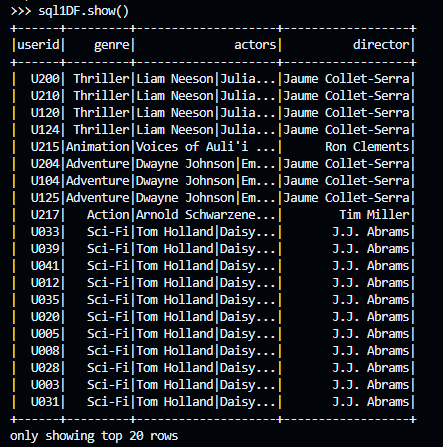 >>> sql1DF.show()
+------+---------+--------------------+------------------+
|userid|    genre|              actors|          director|
+------+---------+--------------------+------------------+
|  U200| Thriller|Liam Neeson|Julia...|Jaume Collet-Serra|
|  U210| Thriller|Liam Neeson|Julia...|Jaume Collet-Serra|
|  U120| Thriller|Liam Neeson|Julia...|Jaume Collet-Serra|
|  U124| Thriller|Liam Neeson|Julia...|Jaume Collet-Serra|
|  U215|Animation|Voices of Auli'i ...|      Ron Clements|
|  U204|Adventure|Dwayne Johnson|Em...|Jaume Collet-Serra|
|  U104|Adventure|Dwayne Johnson|Em...|Jaume Collet-Serra|
|  U125|Adventure|Dwayne Johnson|Em...|Jaume Collet-Serra|
|  U217|   Action|Arnold Schwarzene...|        Tim Miller|
|  U033|   Sci-Fi|Tom Holland|Daisy...|       J.J. Abrams|
|  U039|   Sci-Fi|Tom Holland|Daisy...|       J.J. Abrams|
|  U041|   Sci-Fi|Tom Holland|Daisy...|       J.J. Abrams|
|  U012|   Sci-Fi|Tom Holland|Daisy...|       J.J. Abrams|
|  U035|   Sci-Fi|Tom Holland|Daisy...|       J.J. Abrams|
|  U020|   Sci-Fi|Tom Holland|Daisy...|       J.J. Abrams|
|  U005|   Sci-Fi|Tom Holland|Daisy...|       J.J. Abrams|
|  U008|   Sci-Fi|Tom Holland|Daisy...|       J.J. Abrams|
|  U028|   Sci-Fi|Tom Holland|Daisy...|       J.J. Abrams|
|  U003|   Sci-Fi|Tom Holland|Daisy...|       J.J. Abrams|
|  U031|   Sci-Fi|Tom Holland|Daisy...|       J.J. Abrams|
+------+---------+--------------------+------------------+
only showing top 20 rows